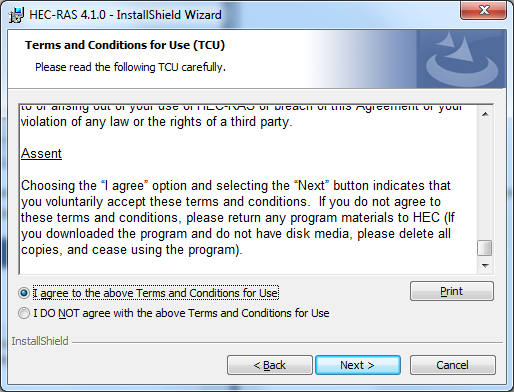 HEC-RAS 4.1.0 - InstallShield Wizard
Terms and Conditions for Use (TCU)
Please read the following TCU carefully.
to or arising out of your use of HEC-RAS or breach of this Agreement or your
violation of any law or the rights of a third party.
Assent
Choosing the “I agree” option and selecting the “Next” button indicates that
you voluntarily accept these terms and conditions.  If you do not agree to
these terms and conditions, please return any program materials to HEC (If
you downloaded the program and do not have disk media, please delete all
copies, and cease using the program).
I agree to the above Terms and Conditions for Use
Print
I DO NOT agree with the above Terms and Conditions for Use
InstallShield
< Back
Next >
Cancel